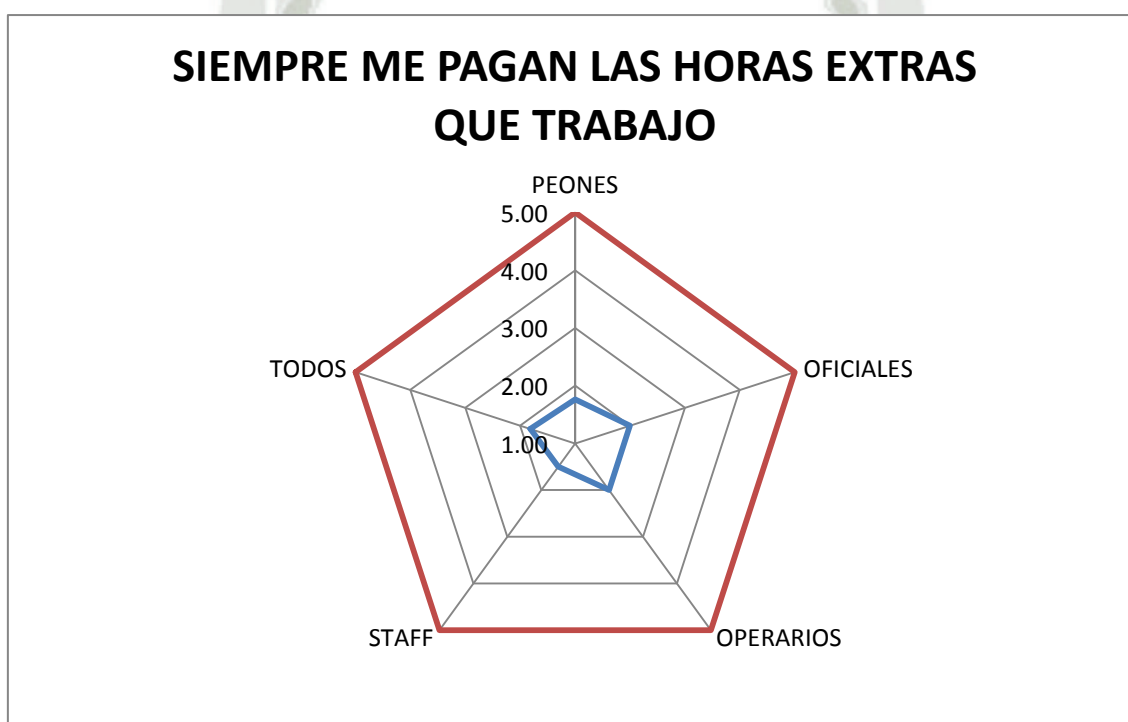 SIEMPRE ME PAGAN LAS HORAS EXTRAS
QUE TRABAJO
PEONES
5.00
4.00
3.00
2.00
1.00
TODOS
OFICIALES
STAFF
OPERARIOS